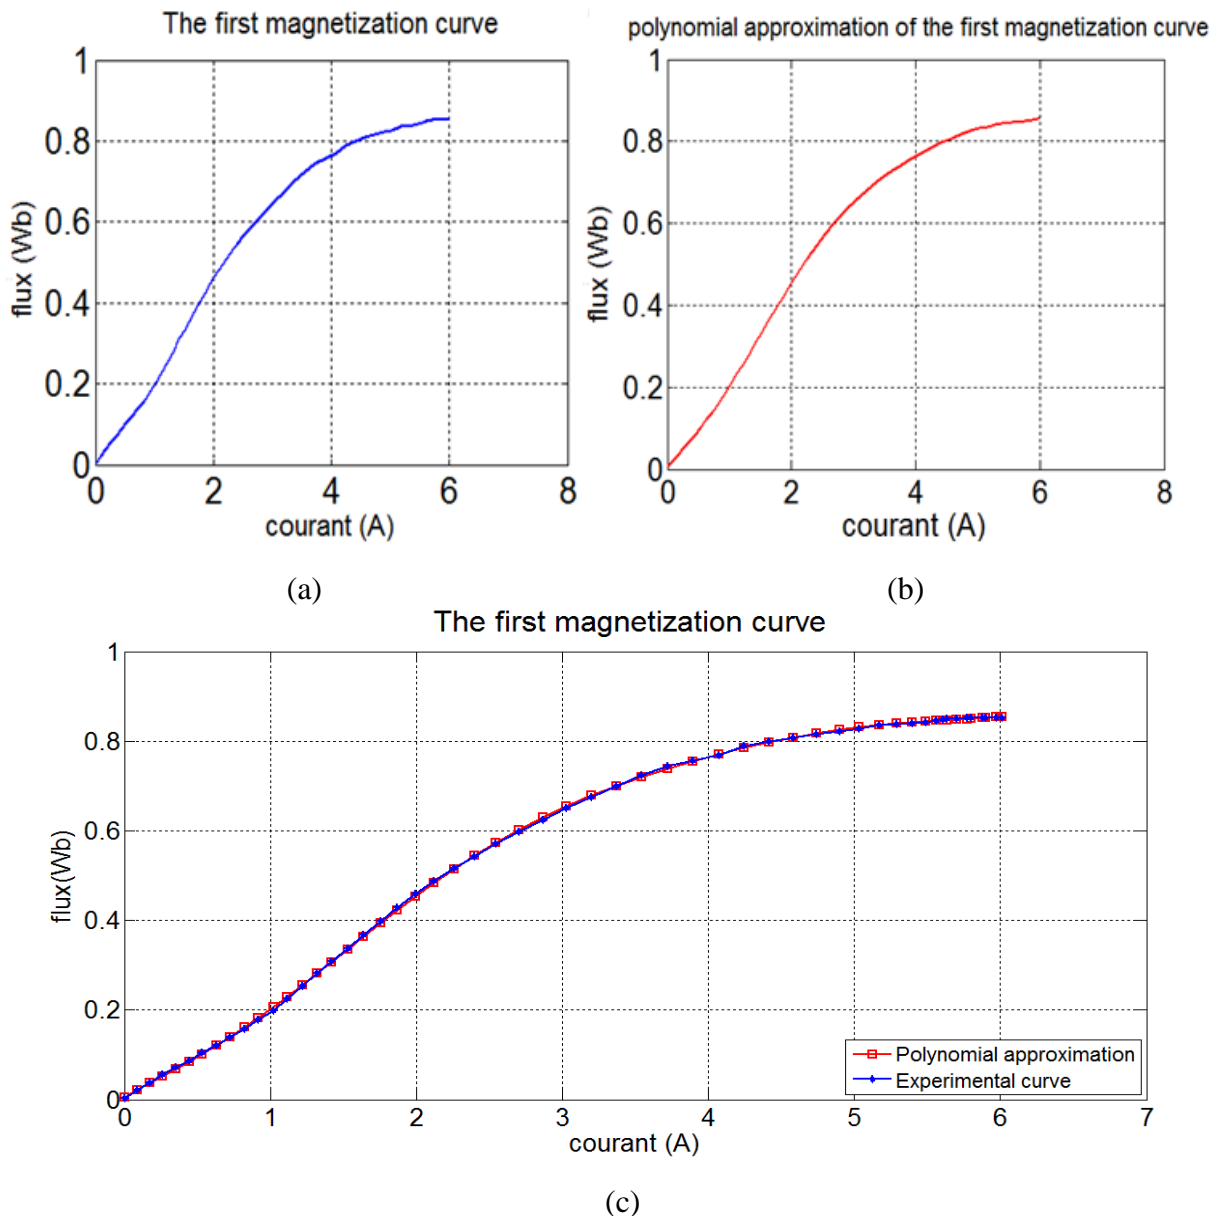 The first magnetization curve
1
0.8
0.6
0.4
0.2
0
flux (Wb)
0 2 4 6 8
courant (A)
(a)
polynomial approximation of the first magnetization curve
1
0.8
0.6
0.4
0.2
0
flux (Wb)
0 2 4 6 8
courant (A)
(b)
The first magnetization curve
1
0.8
0.6
0.4
0.2
0
flux(Wb)
Polynomial approximation
Experimental curve
0 1 2 3 4 5 6 7
courant (A)
(c)